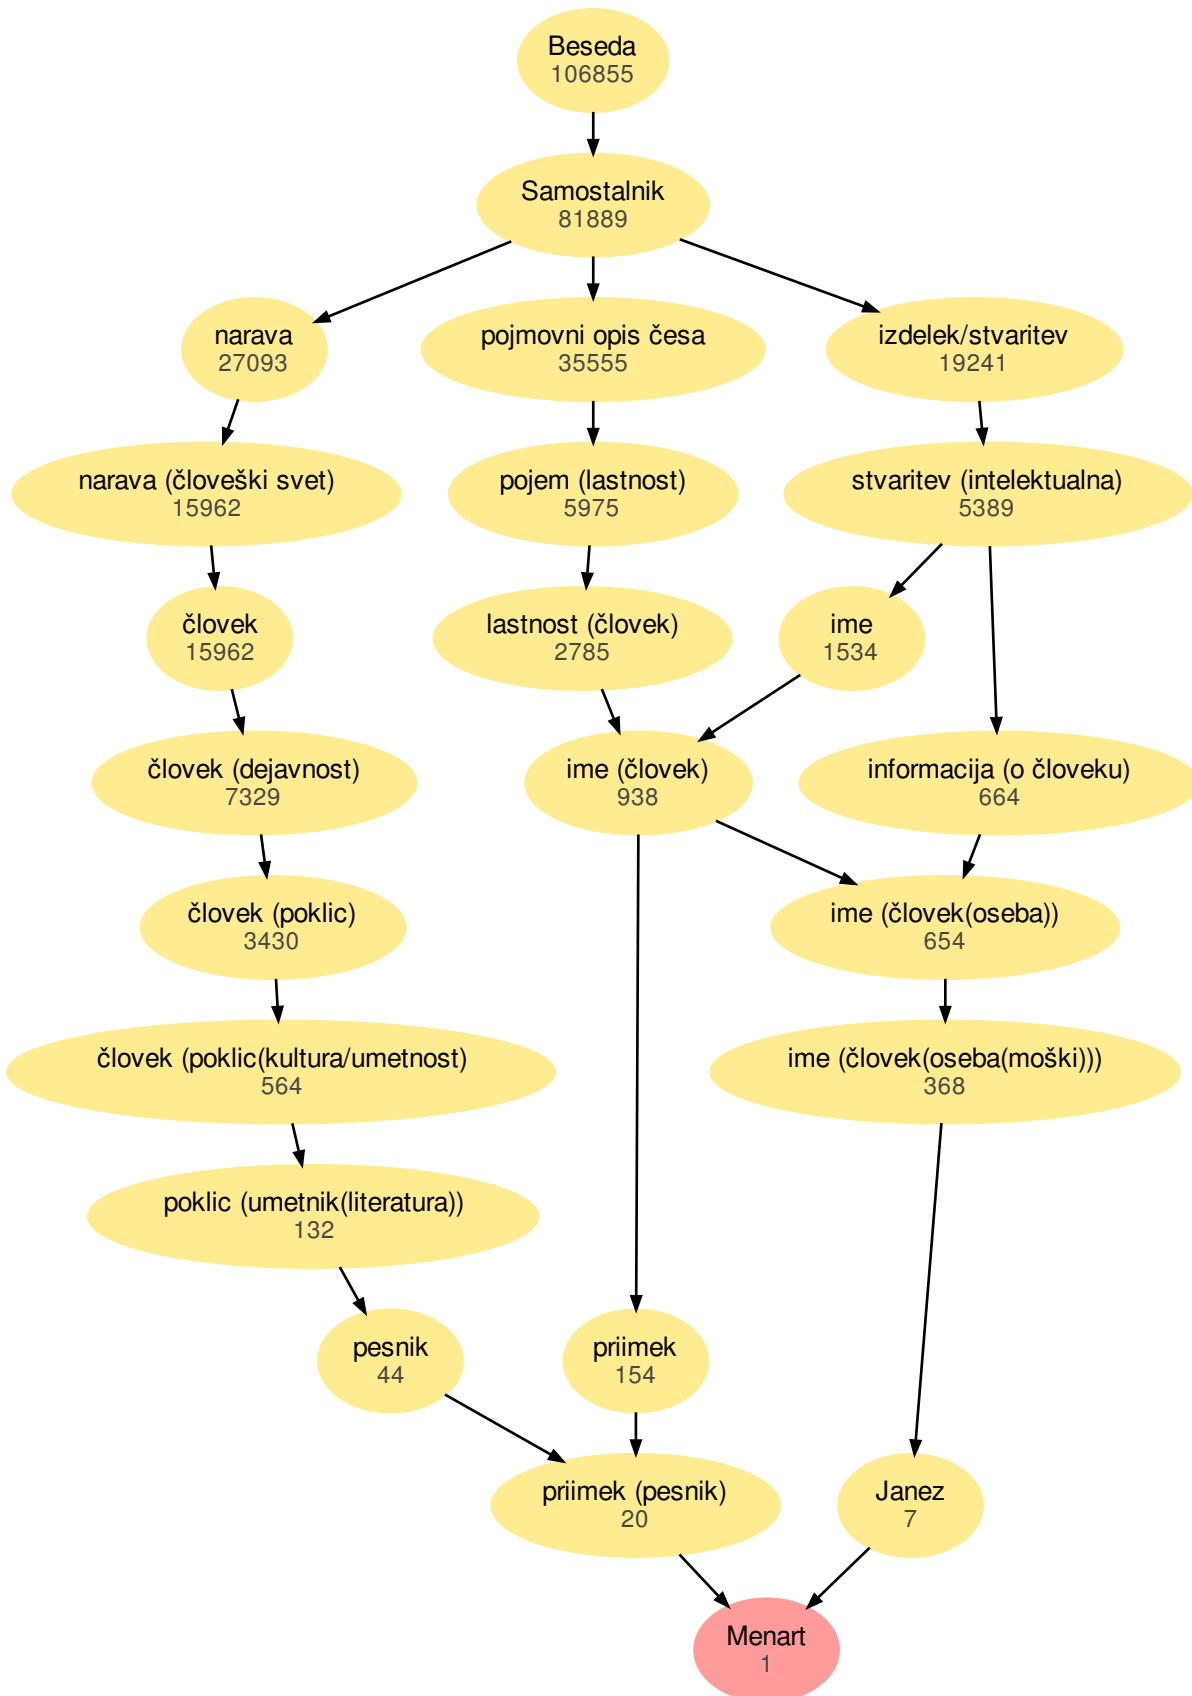 Beseda
106855
Samostalnik
81889
narava
27093
pojmovni opis česa
35555
izdelek/stvaritev
19241
narava (človeški svet)
15962
pojem (lastnost)
5975
stvaritev (intelektualna)
5389
človek
15962
lastnost (človek)
2785
ime
1534
človek (dejavnost)
7329
ime (človek)
938
informacija (o človeku)
664
človek (poklic)
3430
ime (človek(oseba))
654
človek (poklic(kultura/umetnost)
564
ime (človek(oseba(moški)))
368
poklic (umetnik(literatura))
132
pesnik
44
priimek
154
priimek (pesnik)
20
Janez
7
Menart
1